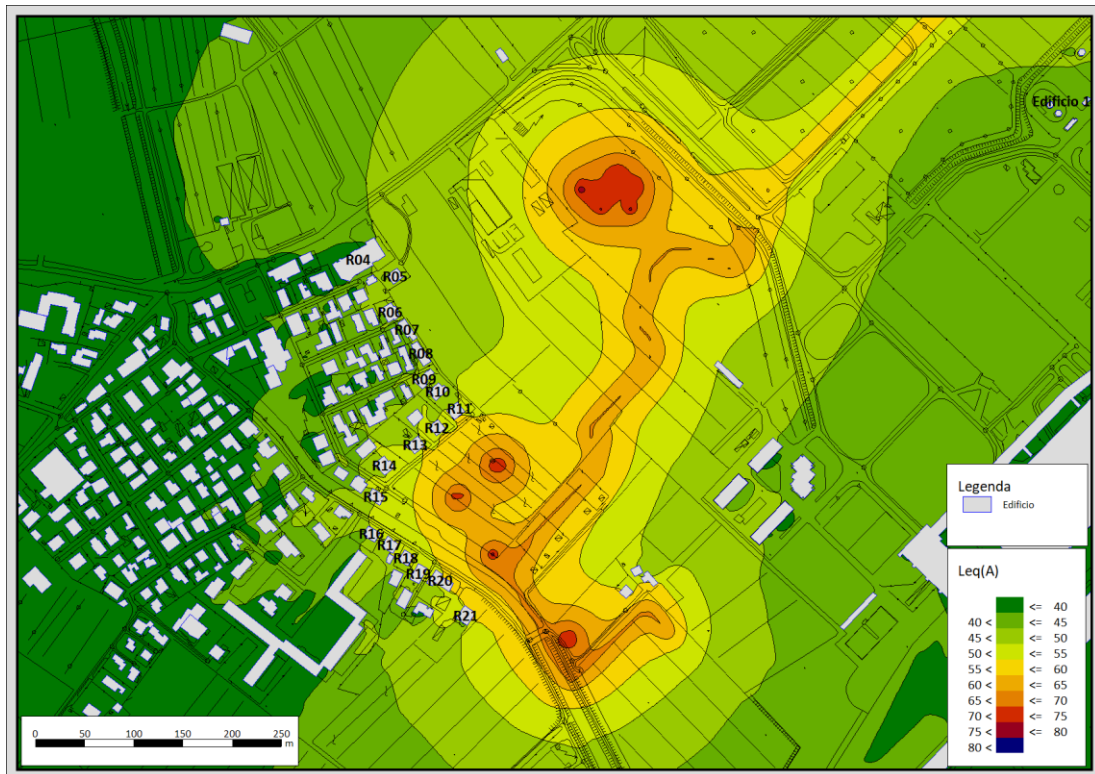 Edificio 1
R04
R05
R06
R07
R08
R09
R10
R11
R12
R13
R14
R15
R16
R17
R18
R19
R20
R21
Legenda
Edificio
Leq(A)
<= 40
40 < <= 45
45 < <= 50
50 < <= 55
55 < <= 60
60 < <= 65
65 < <= 70
70 < <= 75
75 < <= 80
80 <
0 50 100 150 200 250
m